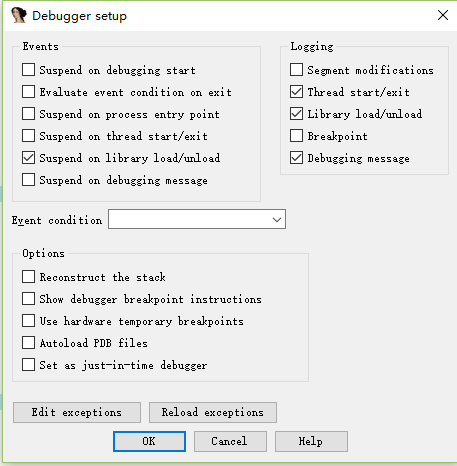 Debugger setup
Events
Suspend on debugging start
Evaluate event condition on exit
Suspend on process entry point
Suspend on thread start/exit
Suspend on library load/unload
Suspend on debugging message
Logging
Segment modifications
Thread start/exit
Library load/unload
Breakpoint
Debugging message
Event condition
Options
Reconstruct the stack
Show debugger breakpoint instructions
Use hardware temporary breakpoints
Autoload PDB files
Set as just-in-time debugger
Edit exceptions Reload exceptions
OK Cancel Help